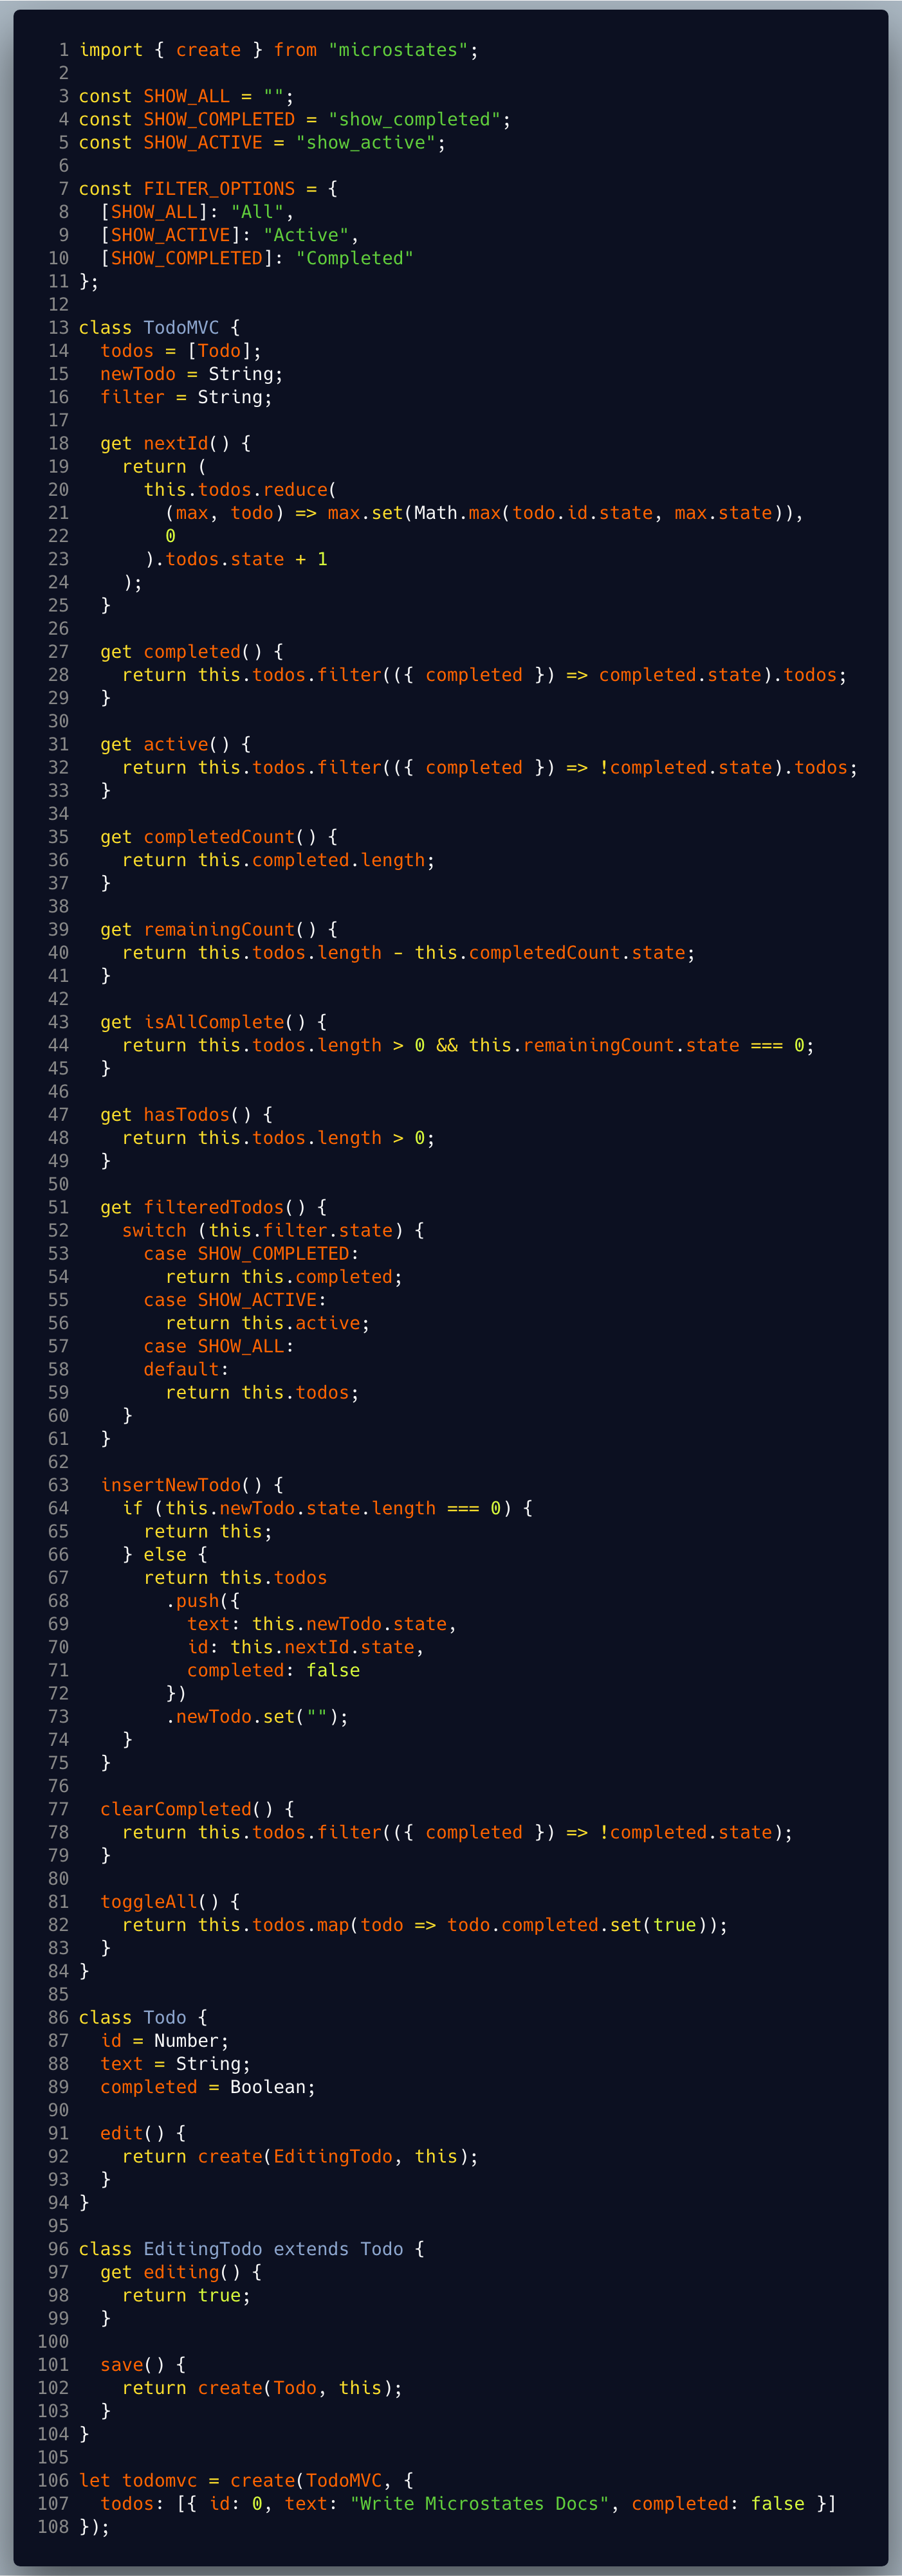 1 import { create } from "microstates";
2
3 const SHOW_ALL = "";
4 const SHOW_COMPLETED = "show_completed";
5 const SHOW_ACTIVE = "show_active";
6
7 const FILTER_OPTIONS = {
8   [SHOW_ALL]: "All",
9   [SHOW_ACTIVE]: "Active",
10   [SHOW_COMPLETED]: "Completed"
11 };
12
13 class TodoMVC {
14   todos = [Todo];
15   newTodo = String;
16   filter = String;
17
18   get nextId() {
19     return (
20       this.todos.reduce(
21         (max, todo) => max.set(Math.max(todo.id.state, max.state)),
22         0
23       ).todos.state + 1
24     );
25   }
26
27   get completed() {
28     return this.todos.filter(({ completed }) => completed.state).todos;
29   }
30
31   get active() {
32     return this.todos.filter(({ completed }) => !completed.state).todos;
33   }
34
35   get completedCount() {
36     return this.completed.length;
37   }
38
39   get remainingCount() {
40     return this.todos.length - this.completedCount.state;
41   }
42
43   get isAllComplete() {
44     return this.todos.length > 0 && this.remainingCount.state === 0;
45   }
46
47   get hasTodos() {
48     return this.todos.length > 0;
49   }
50
51   get filteredTodos() {
52     switch (this.filter.state) {
53       case SHOW_COMPLETED:
54         return this.completed;
55       case SHOW_ACTIVE:
56         return this.active;
57       case SHOW_ALL:
58       default:
59         return this.todos;
60     }
61   }
62
63   insertNewTodo() {
64     if (this.newTodo.state.length === 0) {
65       return this;
66     } else {
67       return this.todos
68         .push({
69           text: this.newTodo.state,
70           id: this.nextId.state,
71           completed: false
72         })
73         .newTodo.set("");
74     }
75   }
76
77   clearCompleted() {
78     return this.todos.filter(({ completed }) => !completed.state);
79   }
80
81   toggleAll() {
82     return this.todos.map(todo => todo.completed.set(true));
83   }
84 }
85
86 class Todo {
87   id = Number;
88   text = String;
89   completed = Boolean;
90
91   edit() {
92     return create(EditingTodo, this);
93   }
94 }
95
96 class EditingTodo extends Todo {
97   get editing() {
98     return true;
99   }
100
101   save() {
102     return create(Todo, this);
103   }
104 }
105
106 let todomvc = create(TodoMVC, {
107   todos: [{ id: 0, text: "Write Microstates Docs", completed: false }]
108 });